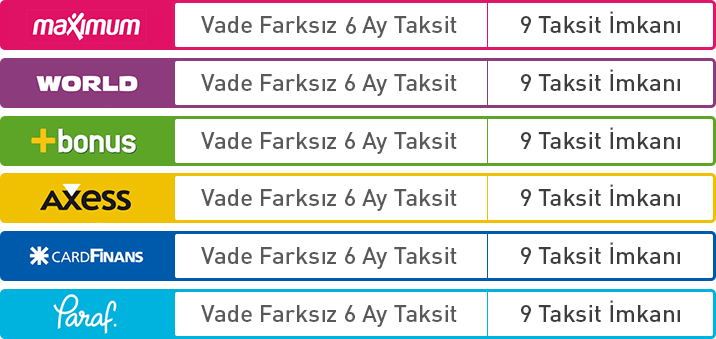 maximum Vade Farksız 6 Ay Taksit 9 Taksit İmkanı
WORLD Vade Farksız 6 Ay Taksit 9 Taksit İmkanı
+bonus Vade Farksız 6 Ay Taksit 9 Taksit İmkanı
AXESS Vade Farksız 6 Ay Taksit 9 Taksit İmkanı
CARDFINANS Vade Farksız 6 Ay Taksit 9 Taksit İmkanı
Paraf. Vade Farksız 6 Ay Taksit 9 Taksit İmkanı